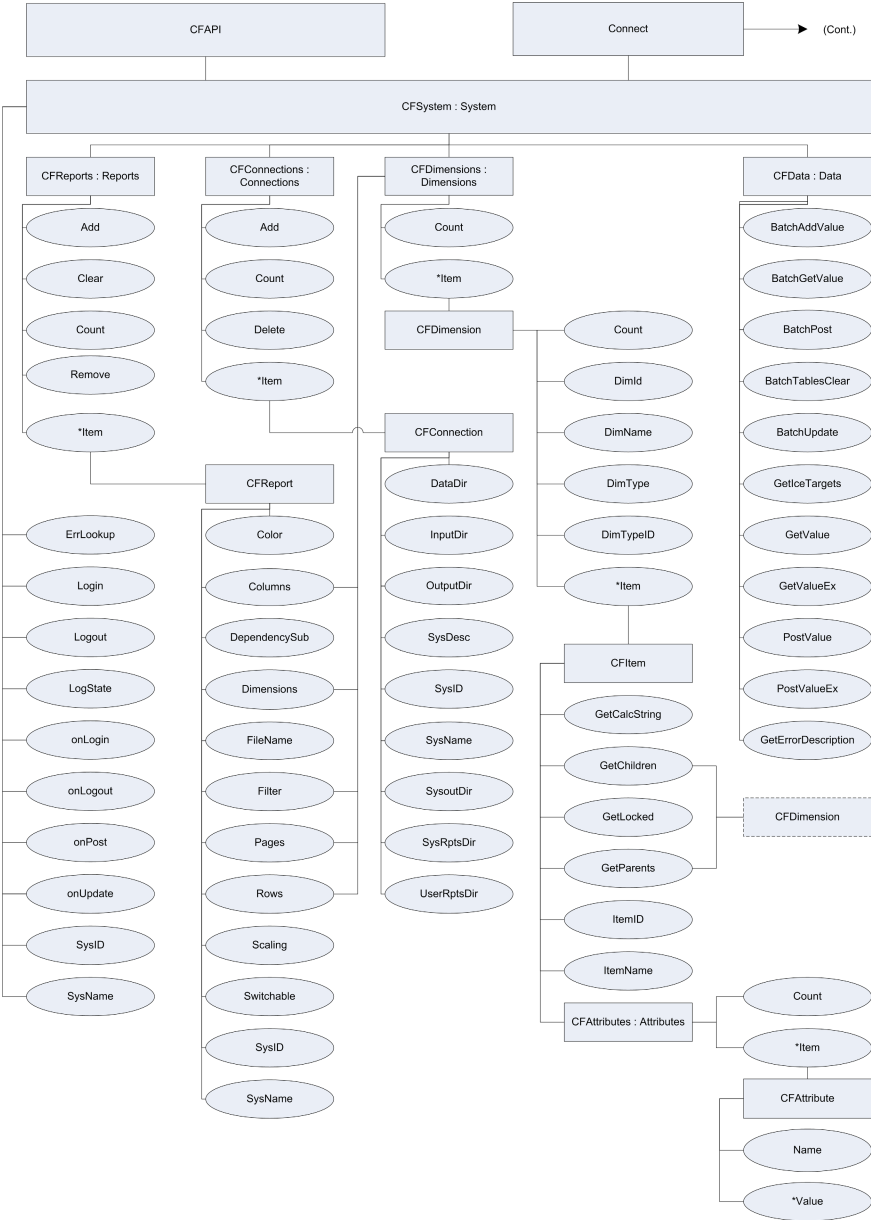 CFAPI
Connect
(Cont.)
CFSystem : System
CFReports : Reports
CFConnections :
Connections
CFDimensions :
Dimensions
CFData : Data
Add
Clear
Count
Remove
*Item
Add
Count
Delete
*Item
Count
*Item
CFDimension
Count
DimId
DimName
DimType
DimTypeID
*Item
BatchAddValue
BatchGetValue
BatchPost
BatchTablesClear
BatchUpdate
GetIceTargets
GetValue
GetValueEx
PostValue
PostValueEx
GetErrorDescription
CFReport
Color
Columns
DependencySub
Dimensions
FileName
Filter
Pages
Rows
Scaling
Switchable
SysID
SysName
CFConnection
DataDir
InputDir
OutputDir
SysDesc
SysID
SysName
SysoutDir
SysRptsDir
UserRptsDir
ErrLookup
Login
Logout
LogState
onLogin
onLogout
onPost
onUpdate
SysID
SysName
CFItem
GetCalcString
GetChildren
GetLocked
GetParents
ItemID
ItemName
CFDimension
CFAttributes : Attributes
Count
*Item
CFAttribute
Name
*Value